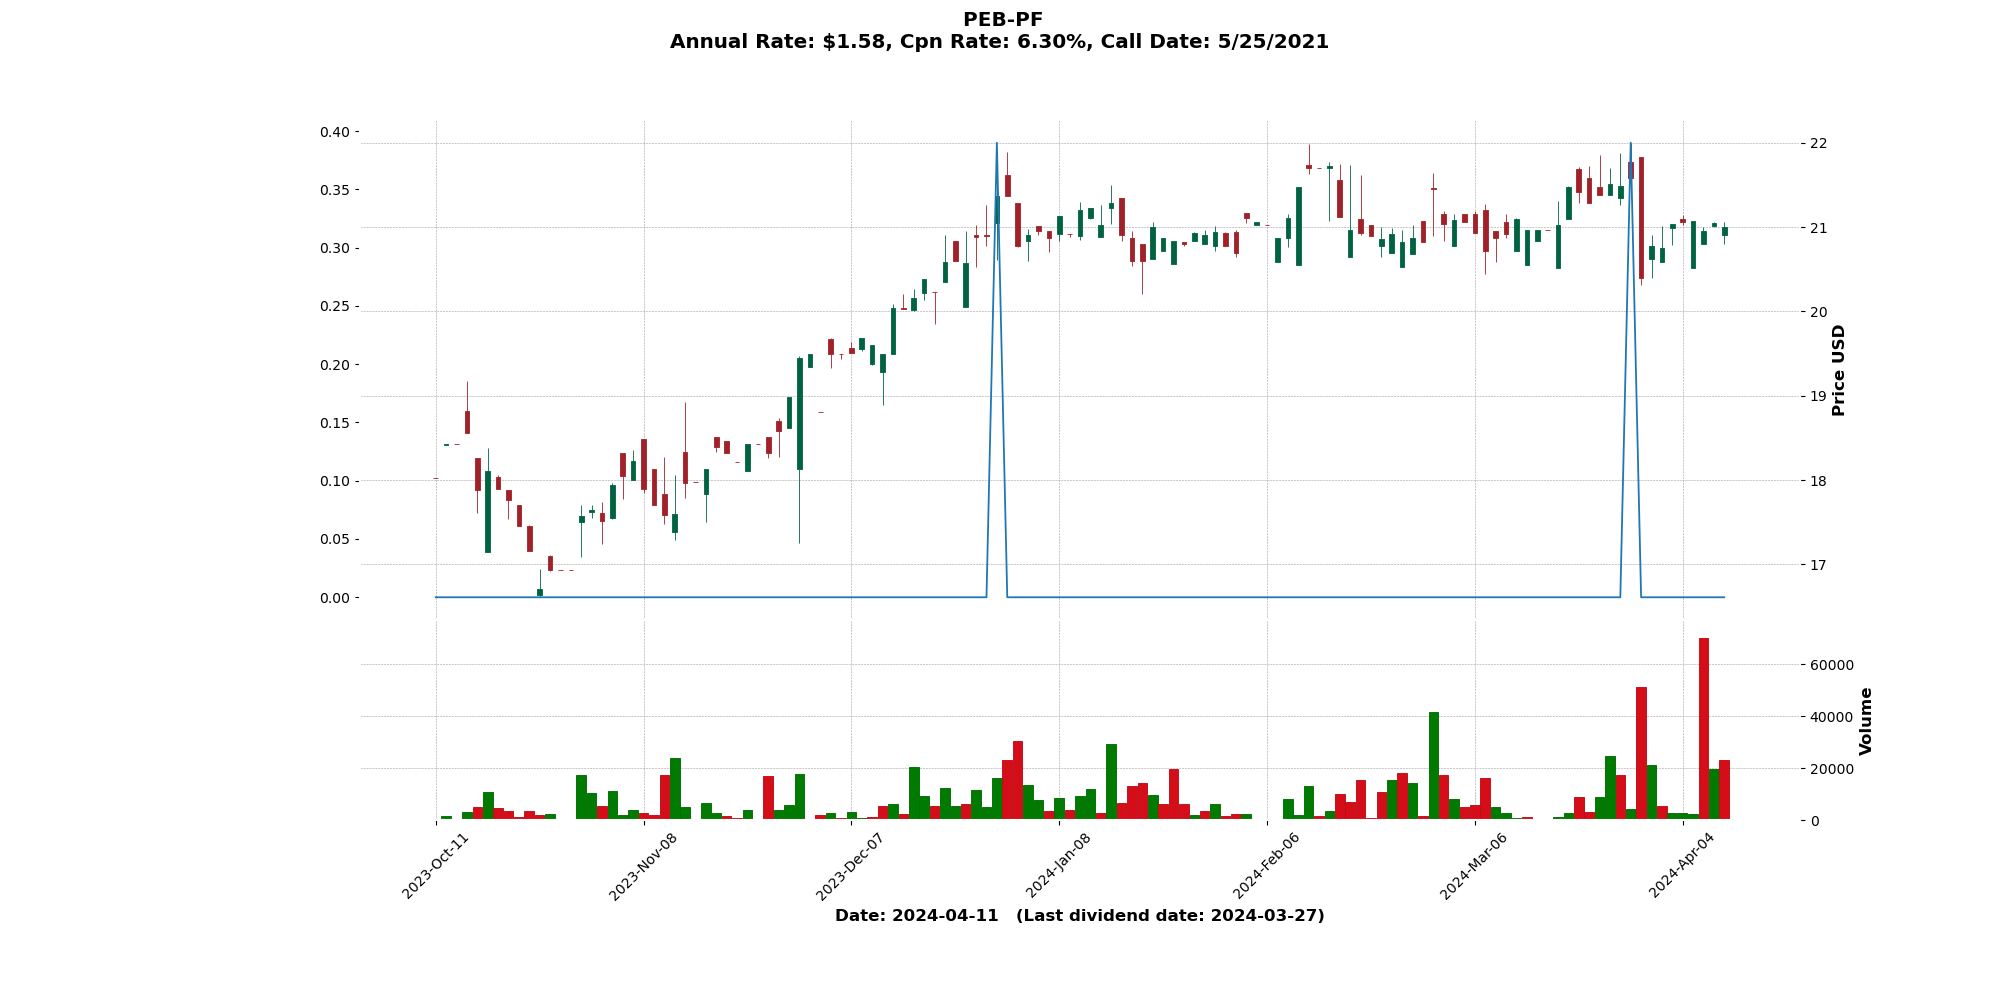 PEB-PF
Annual Rate: $1.58, Cpn Rate: 6.30%, Call Date: 5/25/2021
0.40
0.35
0.30
0.25
0.20
0.15
0.10
0.05
0.00
22
21
20
19
18
17
Price USD
60000
40000
20000
0
Volume
2023-Oct-11
2023-Nov-08
2023-Dec-07
2024-Jan-08
2024-Feb-06
2024-Mar-06
2024-Apr-04
Date: 2024-04-11 (Last dividend date: 2024-03-27)